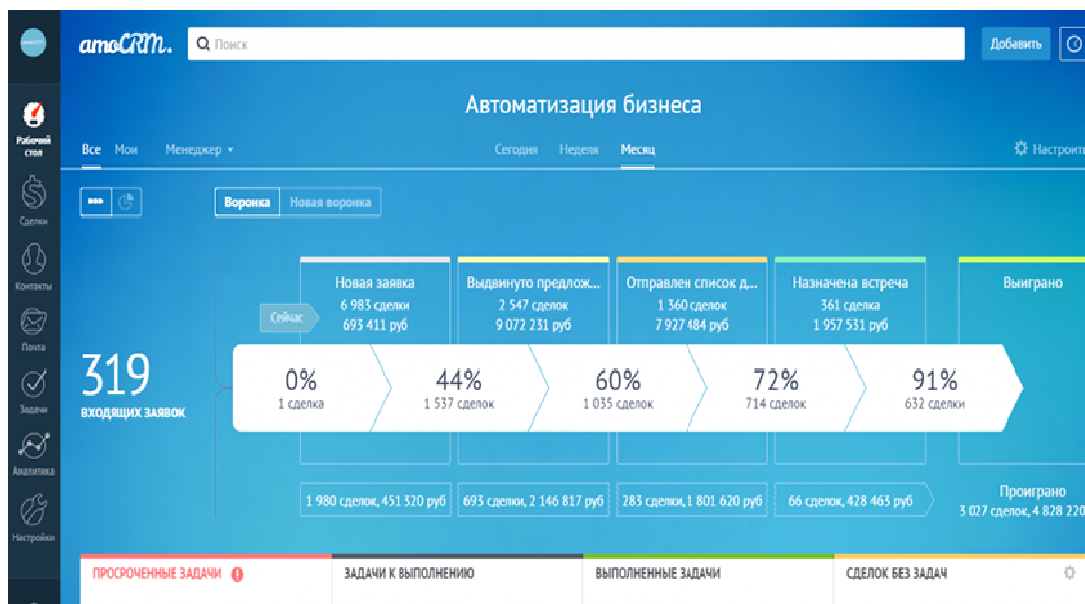 amoCRM.
Поиск
Добавить
Автоматизация бизнеса
Все Мои Менеджер
Сегодня Неделя Месяц
Настроить
Рабочий
стол
Сделки
Контакты
Почта
Задачи
Аналитика
Настройки
Воронка Новая воронка
Сейчас
Новая заявка
6 983 сделки
693 411 руб
Выдвинуто предлож...
2 547 сделок
9 072 231 руб
Отправлен список д...
1 360 сделок
7 927 484 руб
Назначена встреча
361 сделка
1 957 531 руб
Выиграно
319
ВХОДЯЩИХ ЗАЯВОК
0%
1 сделка
44%
1 537 сделок
60%
1 035 сделок
72%
714 сделок
91%
632 сделки
1 980 сделок, 451 320 руб
693 сделки, 2 146 817 руб
283 сделки, 1 801 620 руб
66 сделок, 428 463 руб
Проиграно
3 027 сделок, 4 828 220
ПРОСРОЧЕННЫЕ ЗАДАЧИ
ЗАДАЧИ К ВЫПОЛНЕНИЮ
ВЫПОЛНЕННЫЕ ЗАДАЧИ
СДЕЛОК БЕЗ ЗАДАЧ